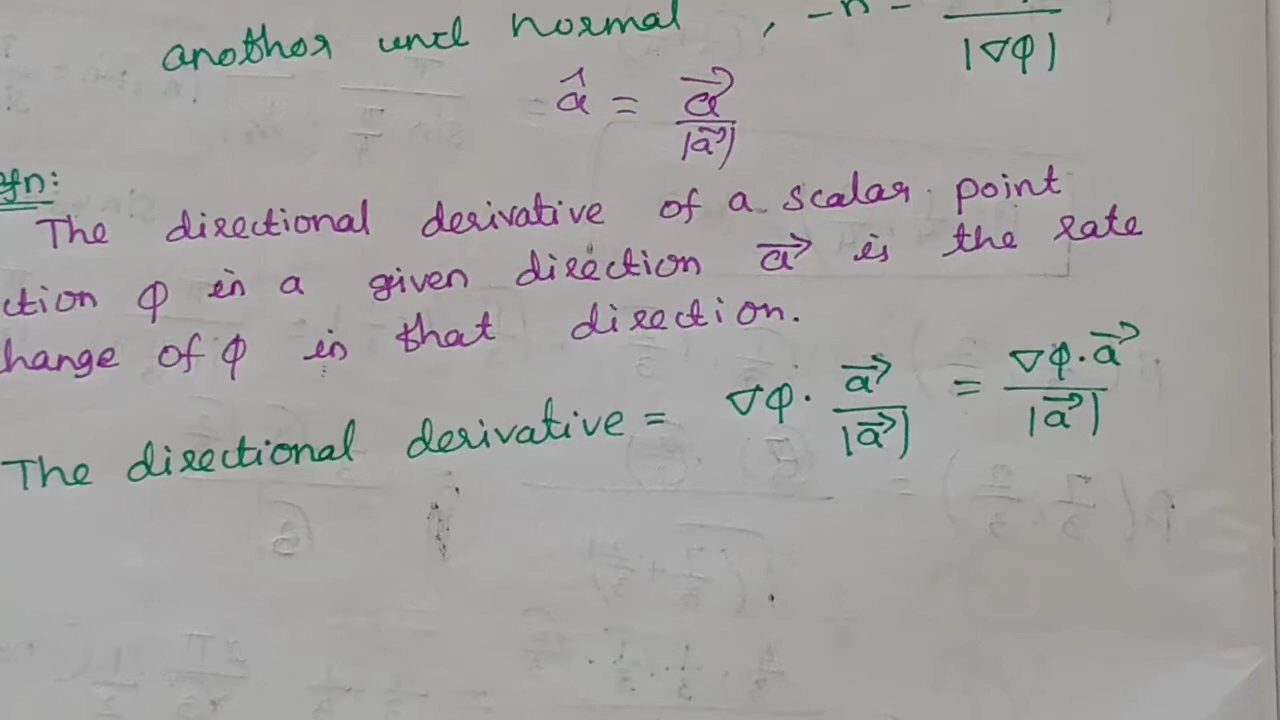 another unit normal , -n -
|∇φ|
â = a⃗ / |a⃗|
fn:
The directional derivative of a scalar point
ction φ in a given direction a⃗ is the rate
hange of φ in that direction.
The directional derivative = ∇φ · a⃗ / |a⃗| = ∇φ · a⃗ / |a⃗|